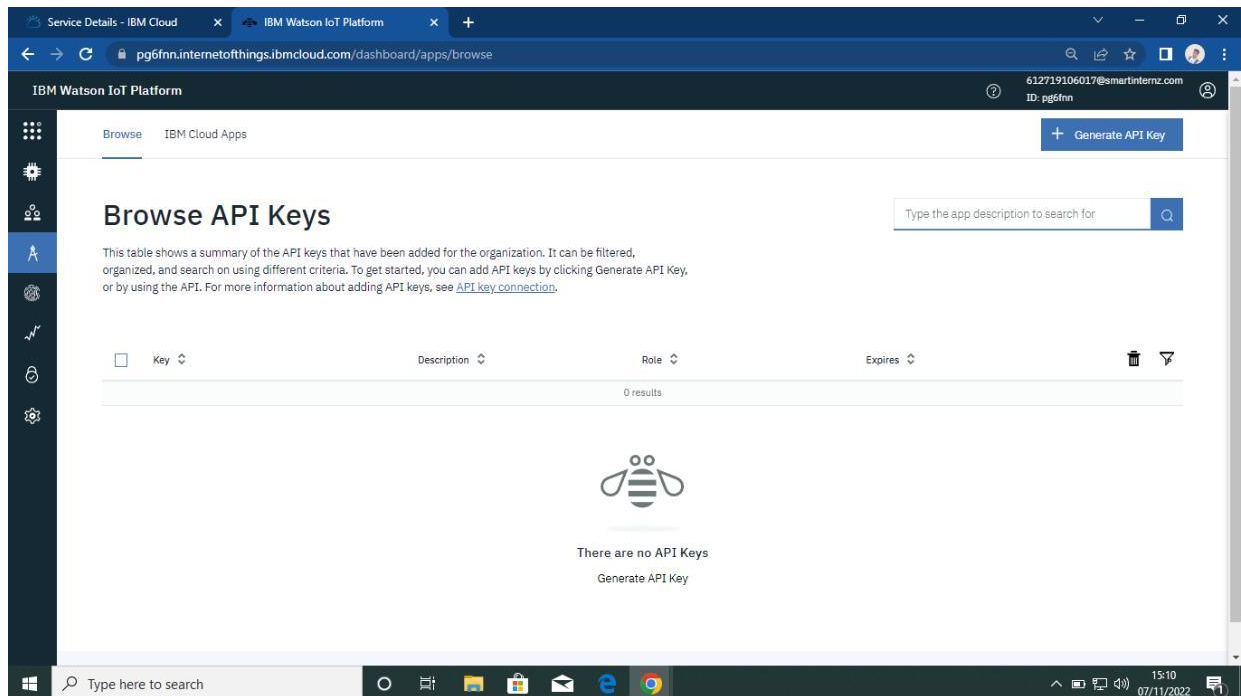 Service Details - IBM Cloud
IBM Watson IoT Platform
pg6fnn.internetofthings.ibmcloud.com/dashboard/apps/browse
IBM Watson IoT Platform
612719106017@smartinternz.com
ID: pg6fnn
Browse IBM Cloud Apps
+ Generate API Key
Browse API Keys
Type the app description to search for
This table shows a summary of the API keys that have been added for the organization. It can be filtered,
organized, and search on using different criteria. To get started, you can add API keys by clicking Generate API Key,
or by using the API. For more information about adding API keys, see API key connection.
Key Description Role Expires
0 results
There are no API Keys
Generate API Key
Type here to search
15:10
07/11/2022